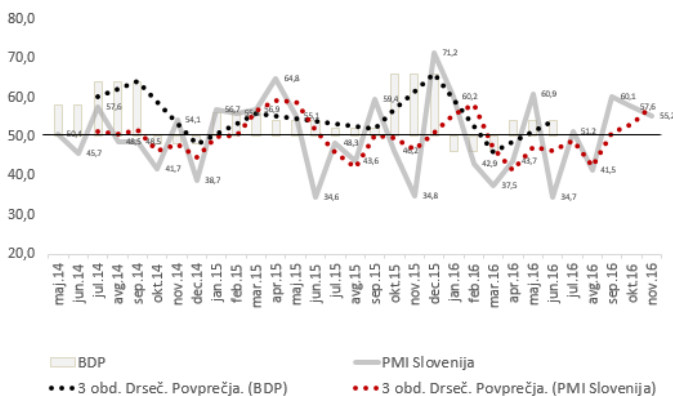 80,0
70,0
60,0
50,0
40,0
30,0
20,0
50,4
45,7
57,6
48,5
48,5
41,7
54,1
38,7
56,7
56,9
64,8
55,1
34,6
48,3
43,6
59,4
46,2
34,8
71,2
60,2
42,9
37,5
43,7
60,9
34,7
51,2
41,5
60,1
57,6
55,2
maj.14
jun.14
jul.14
avg.14
sep.14
okt.14
nov.14
dec.14
jan.15
feb.15
mar.15
apr.15
maj.15
jun.15
jul.15
avg.15
sep.15
okt.15
nov.15
dec.15
jan.16
feb.16
mar.16
apr.16
maj.16
jun.16
jul.16
avg.16
sep.16
okt.16
nov.16
BDP PMI Slovenija
3 obd. Drseč. Povprečja. (BDP) 3 obd. Drseč. Povprečja. (PMI Slovenija)